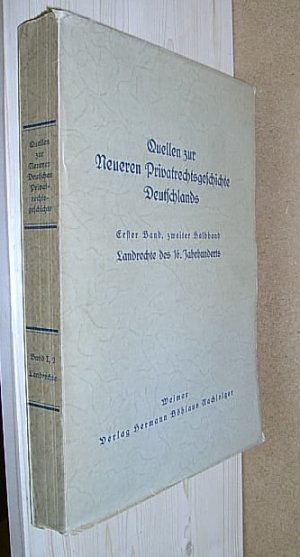 Quellen
zur
Neueren
Deutschen
Privat-
rechts-
geschichte
Band I, 2
Landrechte
Quellen zur
Neueren Privatrechtsgeschichte
Deutschlands
Erster Band, zweiter Halbband
Landrechte des 16. Jahrhunderts
Weimar
Verlag Hermann Böhlaus Nachfolger